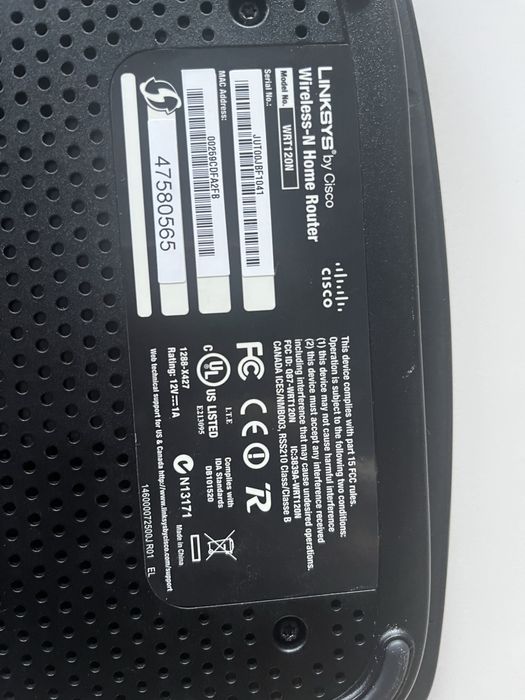 LINKSYS® by Cisco
Wireless-N Home Router
Model No. WRT120N
Serial No.:
JUT00JBF1041
MAC Address:
00259CDFA2FB
47580565
cisco
This device complies with part 15 FCC rules.
Operation is subject to the following two conditions:
(1) this device may not cause harmful interference
(2) this device must accept any interference received
including interference that may cause undesired operations.
FCC ID: Q87-WRT120N IC:3839A-WRT120N
CANADA ICES/NMB003, RSS210 Class/Classe B
FC CE
C UL US LISTED
I.T.E
E213095
Complies with
IDA Standards
DB101520
1288-X427
Rating: 12V⎓1A
N13171
Made in China
Web technical support for US & Canada http://www.linksysbycisco.com/support
146000072500J R01 EL